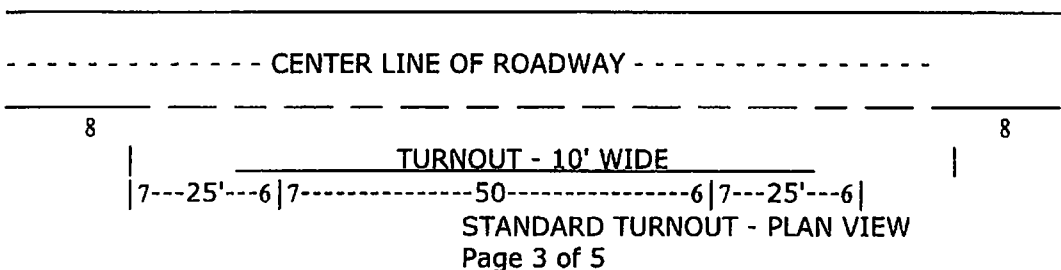 - - - - - - - - - - - - - CENTER LINE OF ROADWAY - - - - - - - - - - - - - - -
8 8
TURNOUT - 10' WIDE
|7---25'---6|7---------------50----------------6|7---25'---6|
STANDARD TURNOUT - PLAN VIEW
Page 3 of 5